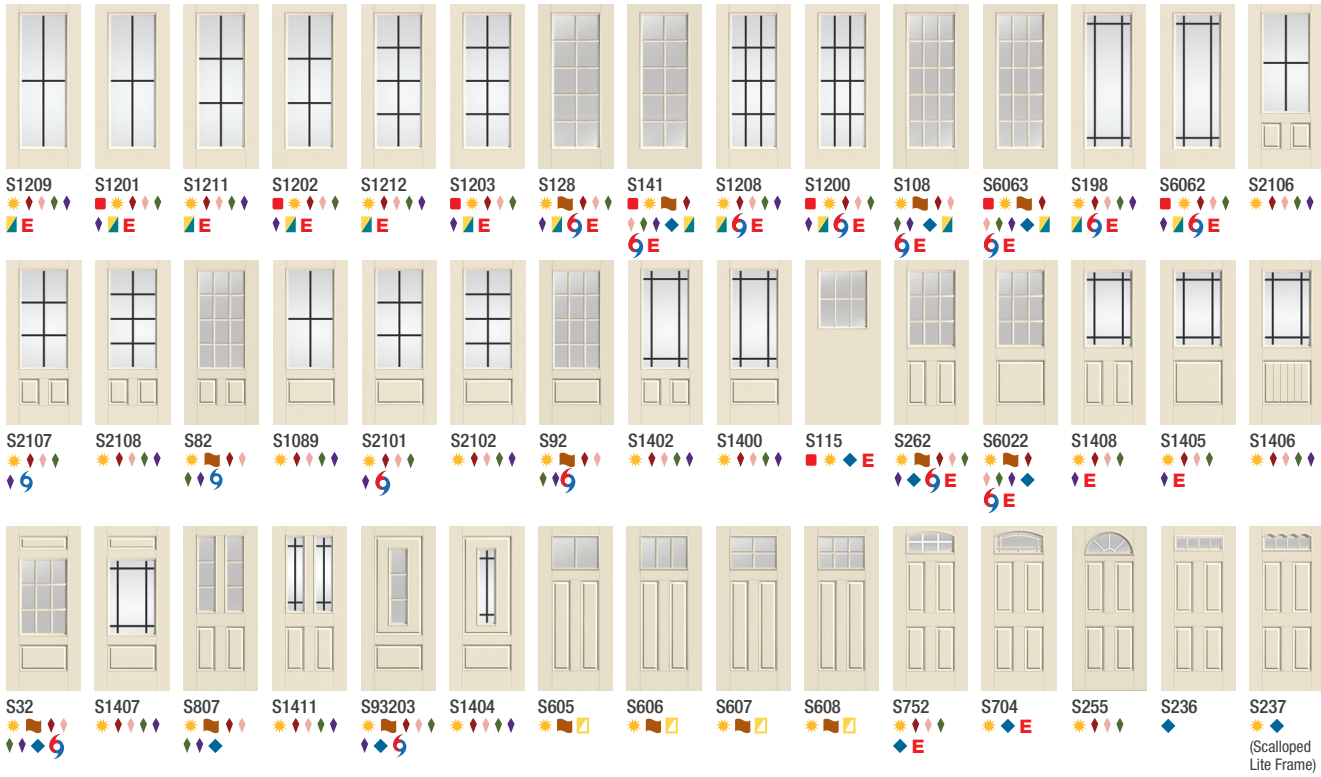 S1209 S1201 S1211 S1202 S1212 S1203 S128 S141 S1208 S1200 S108 S6063 S198 S6062 S2106
E E E E E E E E E E E
E E E
S2107 S2108 S82 S1089 S2101 S2102 S92 S1402 S1400 S115 S262 S6022 S1408 S1405 S1406
E
E E E
E
S32 S1407 S807 S1411 S93203 S1404 S605 S606 S607 S608 S752 S704 S255 S236 S237
E
E
(Scalloped
Lite Frame)